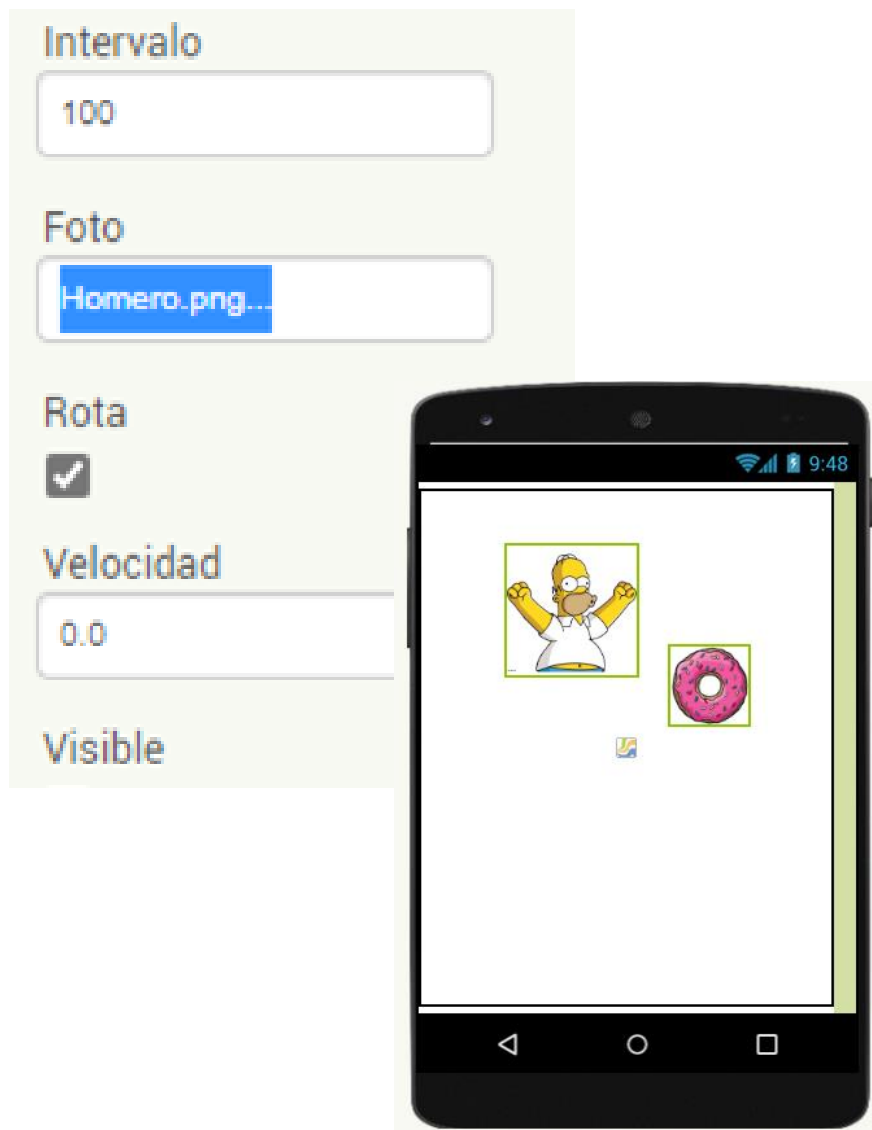 Intervalo
100
Foto
Homero.png...
Rota
Velocidad
0.0
Visible
9:48